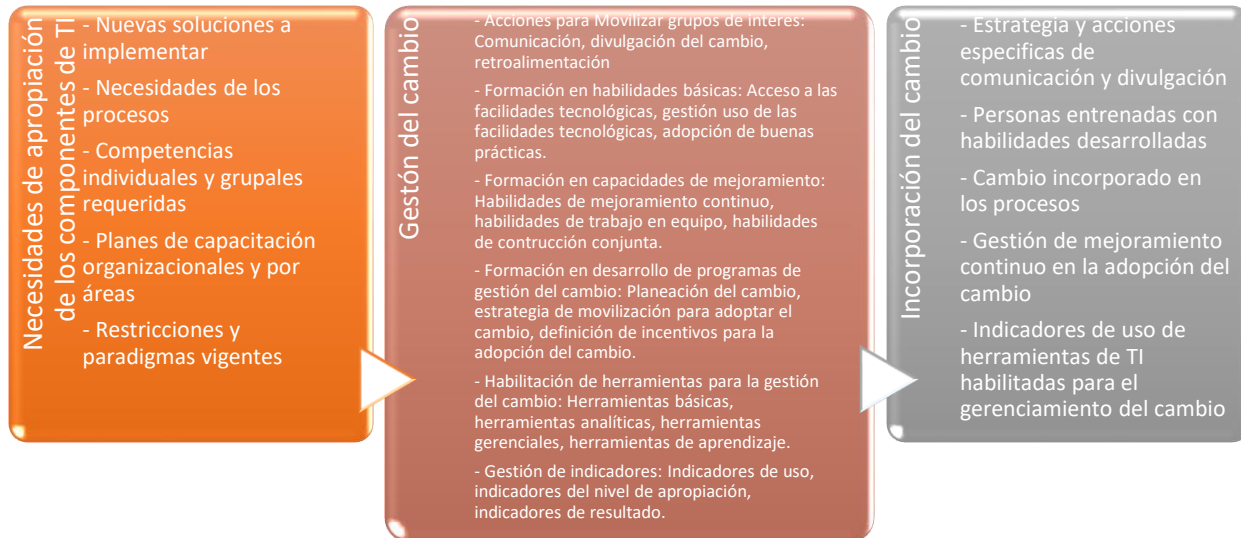 Necesidades de apropiación
de los componentes de TI
- Nuevas soluciones a
implementar
- Necesidades de los
procesos
- Competencias
individuales y grupales
requeridas
- Planes de capacitación
organizacionales y por
áreas
- Restricciones y
paradigmas vigentes
Gestón del cambio
- Acciones para Movilizar grupos de interes:
Comunicación, divulgación del cambio,
retroalimentación
- Formación en habilidades básicas: Acceso a las
facilidades tecnológicas, gestión uso de las
facilidades tecnológicas, adopción de buenas
prácticas.
- Formación en capacidades de mejoramiento:
Habilidades de mejoramiento continuo,
habilidades de trabajo en equipo, habilidades
de contrucción conjunta.
- Formación en desarrollo de programas de
gestión del cambio: Planeación del cambio,
estrategia de movilización para adoptar el
cambio, definición de incentivos para la
adopción del cambio.
- Habilitación de herramientas para la gestión
del cambio: Herramientas básicas,
herramientas analíticas, herramientas
gerenciales, herramientas de aprendizaje.
- Gestión de indicadores: Indicadores de uso,
indicadores del nivel de apropiación,
indicadores de resultado.
Incorporación del cambio
- Estrategia y acciones
especificas de
comunicación y divulgación
- Personas entrenadas con
habilidades desarrolladas
- Cambio incorporado en
los procesos
- Gestión de mejoramiento
continuo en la adopción del
cambio
- Indicadores de uso de
herramientas de TI
habilitadas para el
gerenciamiento del cambio